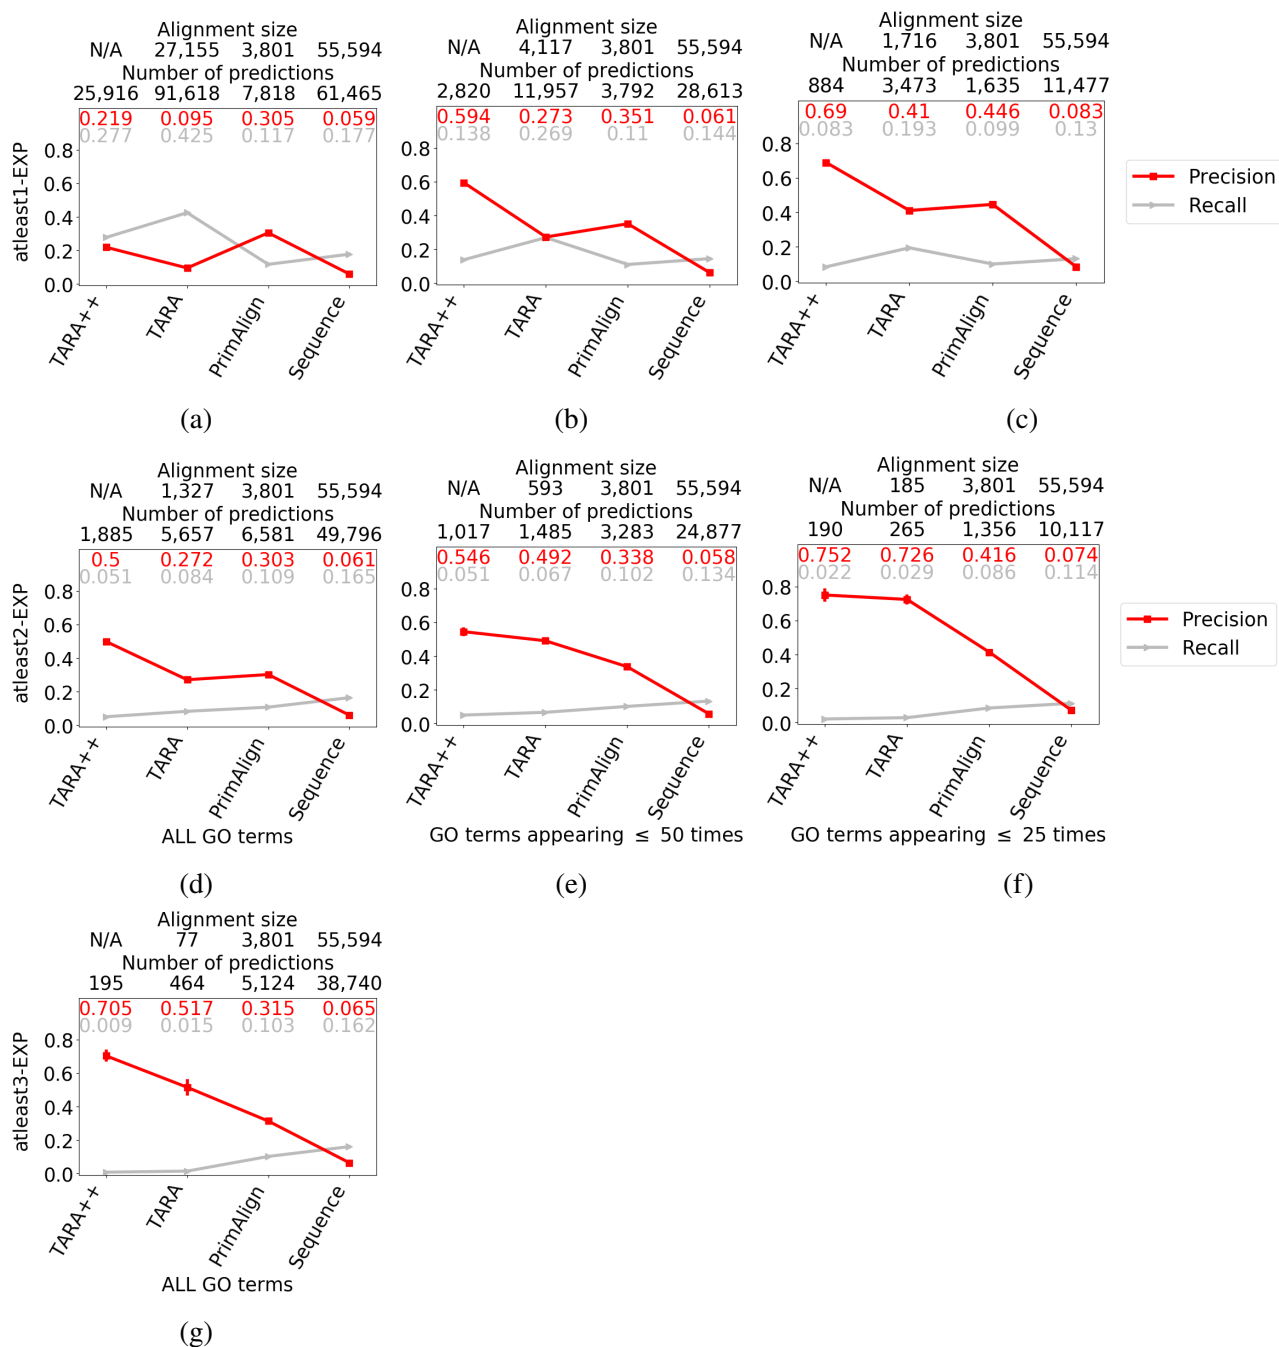 Alignment size
N/A 27,155 3,801 55,594
Number of predictions
25,916 91,618 7,818 61,465
0.219 0.095 0.305 0.059
0.277 0.425 0.117 0.177
atleast1-EXP
0.8
0.6
0.4
0.2
0.0
TARA++
TARA
PrimAlign
Sequence
(a)
Alignment size
N/A 4,117 3,801 55,594
Number of predictions
2,820 11,957 3,792 28,613
0.594 0.273 0.351 0.061
0.138 0.269 0.11 0.144
0.8
0.6
0.4
0.2
0.0
TARA++
TARA
PrimAlign
Sequence
(b)
Alignment size
N/A 1,716 3,801 55,594
Number of predictions
884 3,473 1,635 11,477
0.69 0.41 0.446 0.083
0.083 0.193 0.099 0.13
0.8
0.6
0.4
0.2
0.0
TARA++
TARA
PrimAlign
Sequence
(c)
Precision
Recall
Alignment size
N/A 1,327 3,801 55,594
Number of predictions
1,885 5,657 6,581 49,796
0.5 0.272 0.303 0.061
0.051 0.084 0.109 0.165
atleast2-EXP
0.8
0.6
0.4
0.2
0.0
TARA++
TARA
PrimAlign
Sequence
ALL GO terms
(d)
Alignment size
N/A 593 3,801 55,594
Number of predictions
1,017 1,485 3,283 24,877
0.546 0.492 0.338 0.058
0.051 0.067 0.102 0.134
0.8
0.6
0.4
0.2
0.0
TARA++
TARA
PrimAlign
Sequence
GO terms appearing ≤ 50 times
(e)
Alignment size
N/A 185 3,801 55,594
Number of predictions
190 265 1,356 10,117
0.752 0.726 0.416 0.074
0.022 0.029 0.086 0.114
0.8
0.6
0.4
0.2
0.0
TARA++
TARA
PrimAlign
Sequence
GO terms appearing ≤ 25 times
(f)
Precision
Recall
Alignment size
N/A 77 3,801 55,594
Number of predictions
195 464 5,124 38,740
0.705 0.517 0.315 0.065
0.009 0.015 0.103 0.162
atleast3-EXP
0.8
0.6
0.4
0.2
0.0
TARA++
TARA
PrimAlign
Sequence
ALL GO terms
(g)